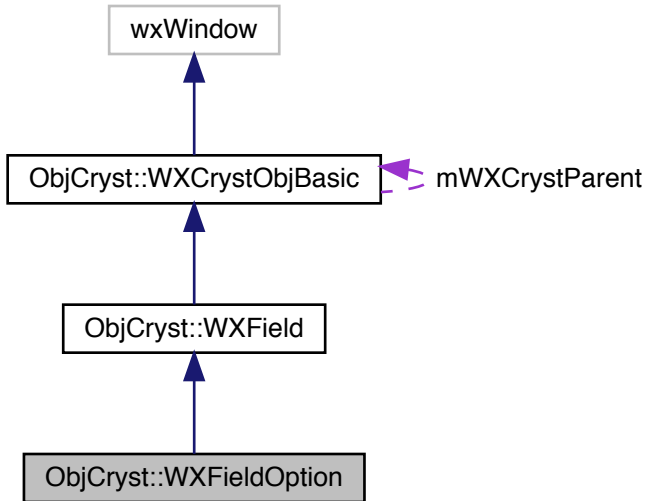 wxWindow
ObjCryst::WXCrystObjBasic
mWXCrystParent
ObjCryst::WXField
ObjCryst::WXFieldOption